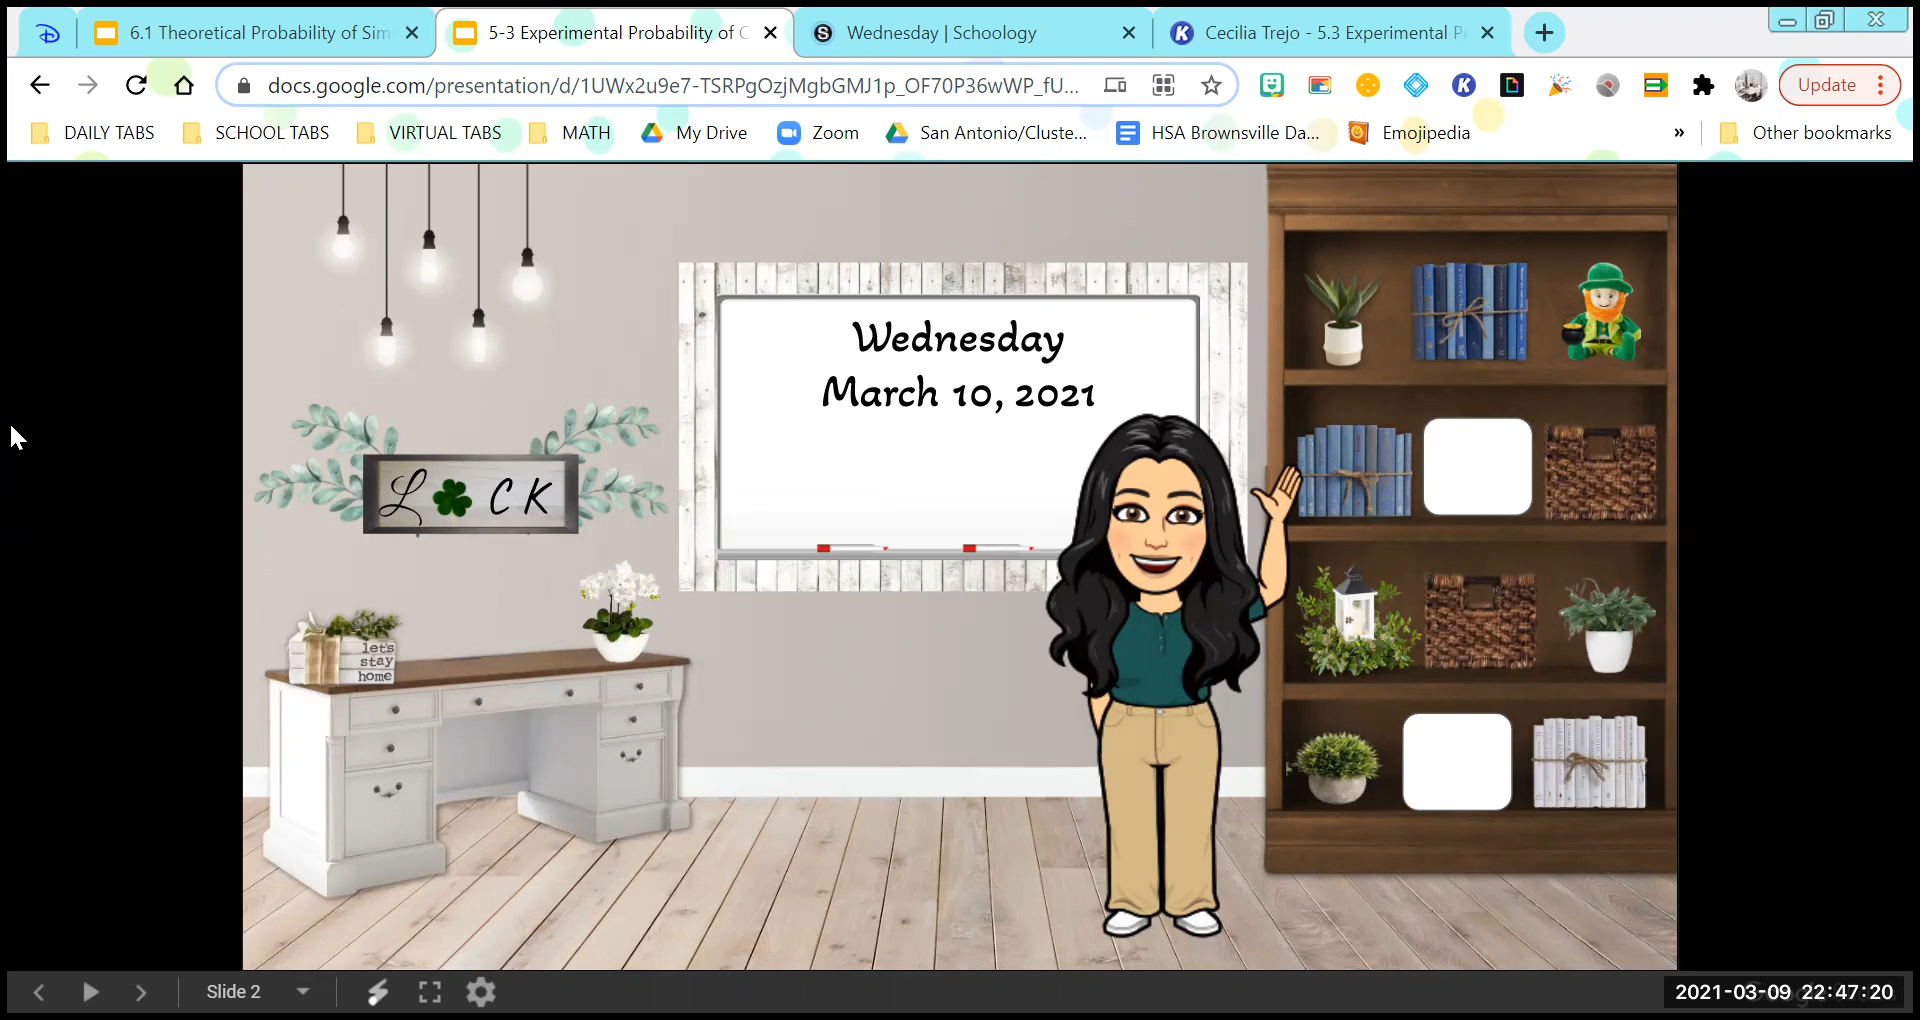 6.1 Theoretical Probability of Sim
5-3 Experimental Probability of C
Wednesday | Schoology
Cecilia Trejo - 5.3 Experimental P
docs.google.com/presentation/d/1UWx2u9e7-TSRPgOzjMgbGMJ1p_OF70P36wWP_fU...
Update
DAILY TABS
SCHOOL TABS
VIRTUAL TABS
MATH
My Drive
Zoom
San Antonio/Cluste...
HSA Brownsville Da...
Emojipedia
»
Other bookmarks
Wednesday
March 10, 2021
L CK
let's
stay
home
Slide 2
2021-03-09 22:47:20